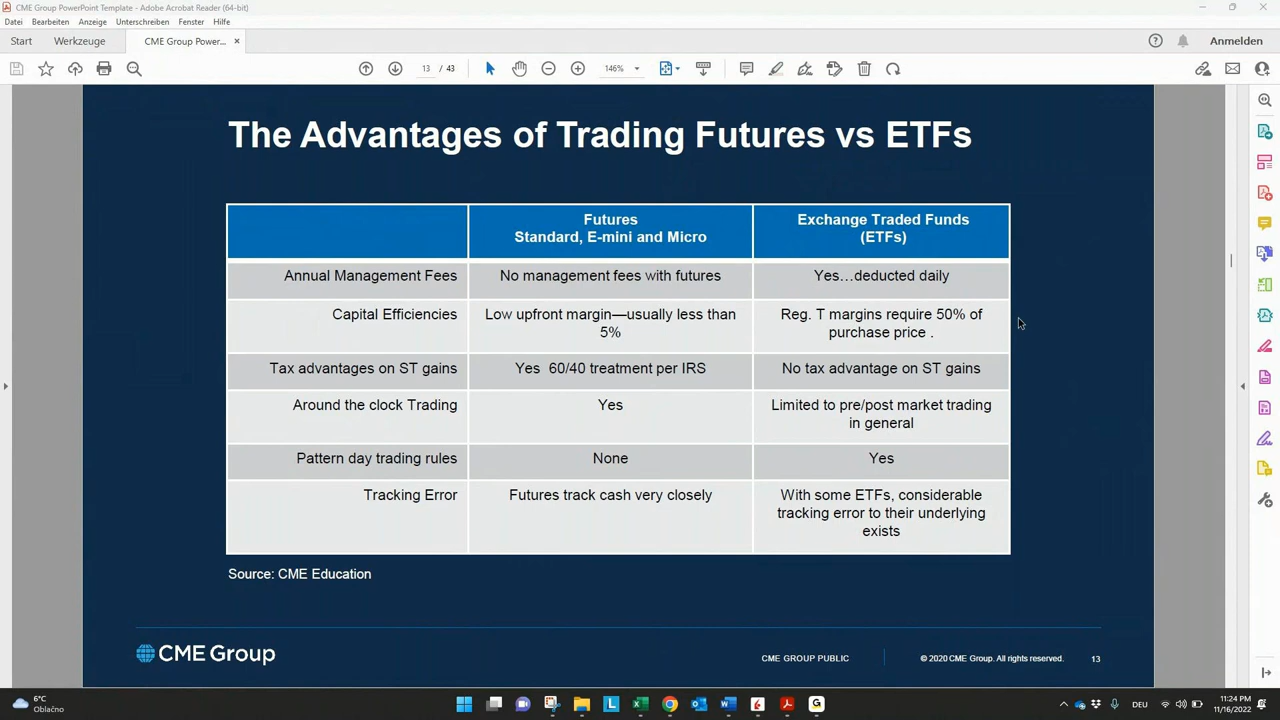 CME Group PowerPoint Template - Adobe Acrobat Reader (64-bit)
Datei Bearbeiten Anzeige Unterschreiben Fenster Hilfe
Start Werkzeuge CME Group Power... × Anmelden
13 / 43 146%
The Advantages of Trading Futures vs ETFs
Futures
Standard, E-mini and Micro
Exchange Traded Funds
(ETFs)
Annual Management Fees
No management fees with futures
Yes…deducted daily
Capital Efficiencies
Low upfront margin—usually less than
5%
Reg. T margins require 50% of
purchase price .
Tax advantages on ST gains
Yes 60/40 treatment per IRS
No tax advantage on ST gains
Around the clock Trading
Yes
Limited to pre/post market trading
in general
Pattern day trading rules
None
Yes
Tracking Error
Futures track cash very closely
With some ETFs, considerable
tracking error to their underlying
exists
Source: CME Education
CME Group
CME GROUP PUBLIC
© 2020 CME Group. All rights reserved.
13
6°C
Oblačno
DEU
11:24 PM
11/16/2022